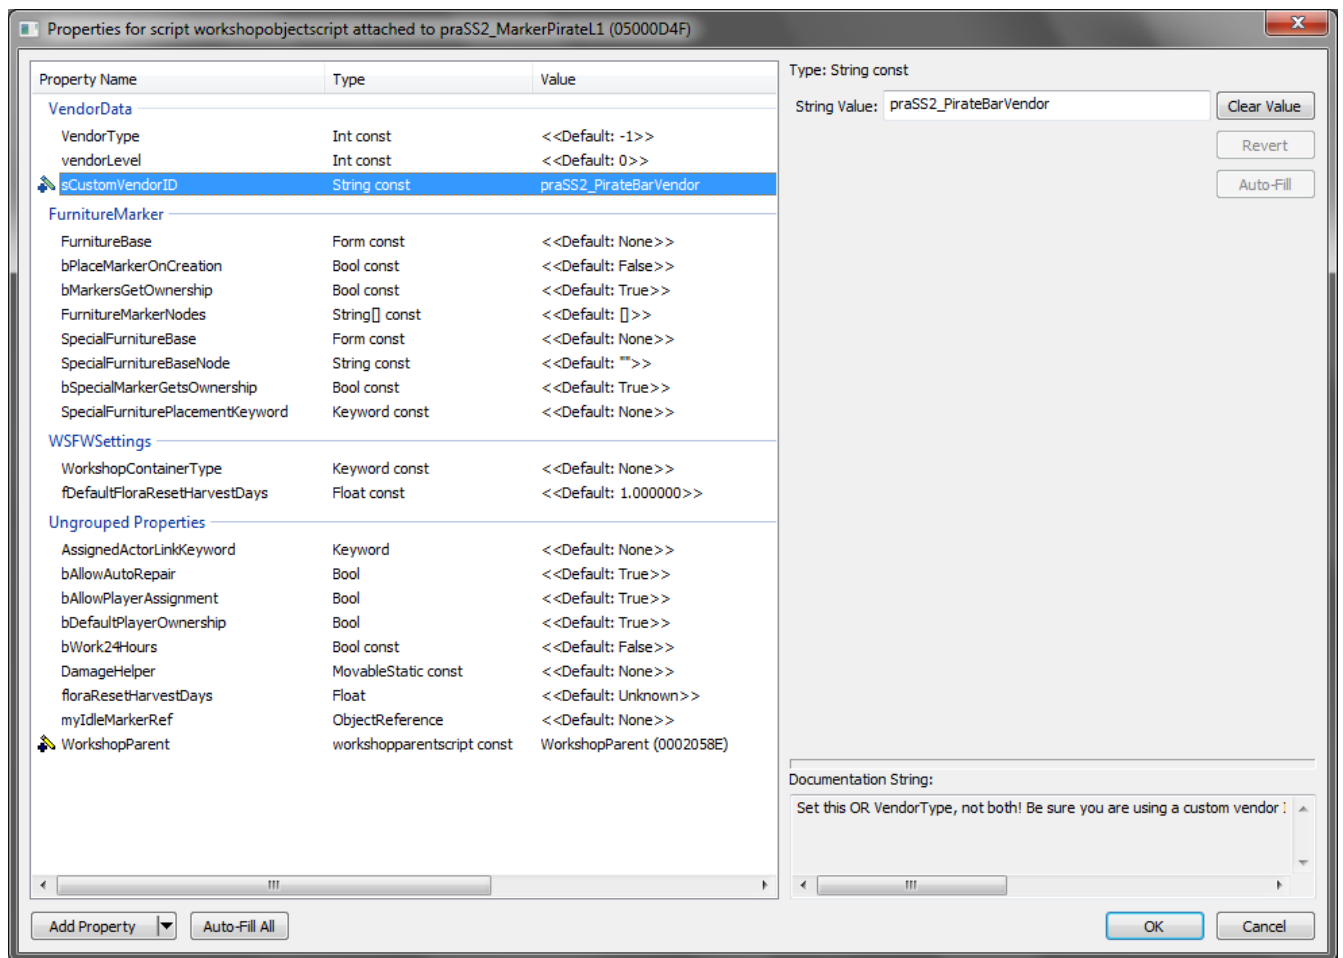 Properties for script workshopobjectscript attached to praSS2_MarkerPirateL1 (05000D4F)
Property Name Type Value
VendorData
VendorType Int const <<Default: -1>>
vendorLevel Int const <<Default: 0>>
sCustomVendorID String const praSS2_PirateBarVendor
FurnitureMarker
FurnitureBase Form const <<Default: None>>
bPlaceMarkerOnCreation Bool const <<Default: False>>
bMarkersGetOwnership Bool const <<Default: True>>
FurnitureMarkerNodes String[] const <<Default: []>>
SpecialFurnitureBase Form const <<Default: None>>
SpecialFurnitureBaseNode String const <<Default: "">>
bSpecialMarkerGetsOwnership Bool const <<Default: True>>
SpecialFurniturePlacementKeyword Keyword const <<Default: None>>
WSFWSettings
WorkshopContainerType Keyword const <<Default: None>>
fDefaultFloraResetHarvestDays Float const <<Default: 1.000000>>
Ungrouped Properties
AssignedActorLinkKeyword Keyword <<Default: None>>
bAllowAutoRepair Bool <<Default: True>>
bAllowPlayerAssignment Bool <<Default: True>>
bDefaultPlayerOwnership Bool <<Default: True>>
bWork24Hours Bool const <<Default: False>>
DamageHelper MovableStatic const <<Default: None>>
floraResetHarvestDays Float <<Default: Unknown>>
myIdleMarkerRef ObjectReference <<Default: None>>
WorkshopParent workshopparentscript const WorkshopParent (0002058E)
Add Property Auto-Fill All
Type: String const
String Value: praSS2_PirateBarVendor Clear Value
Revert
Auto-Fill
Documentation String:
Set this OR VendorType, not both! Be sure you are using a custom vendor
OK Cancel